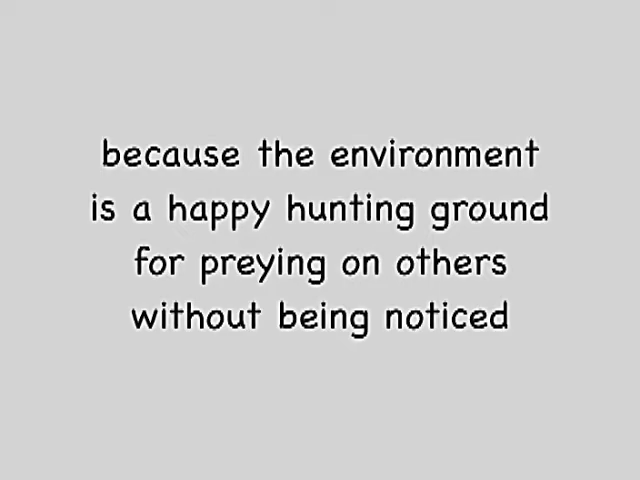 because the environment
is a happy hunting ground
for preying on others
without being noticed